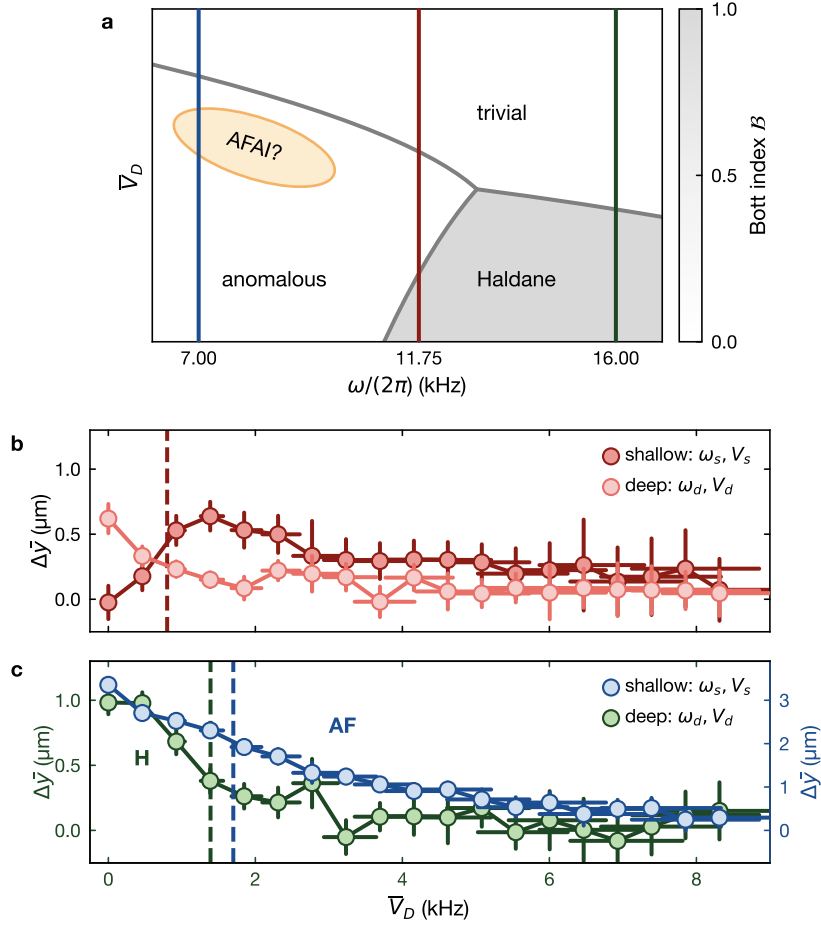 a
1.0
trivial
AFAI?
V̅_D
0.5
Bott index ℬ
anomalous
Haldane
0.0
7.00
11.75
16.00
ω/(2π) (kHz)
b
1.0
shallow: ω_s, V_s
deep: ω_d, V_d
Δȳ (μm)
0.5
0.0
c
1.0
shallow: ω_s, V_s
3
deep: ω_d, V_d
AF
Δȳ (μm)
H
2
Δȳ (μm)
0.5
1
0.0
0
0
2
4
6
8
V̅_D (kHz)